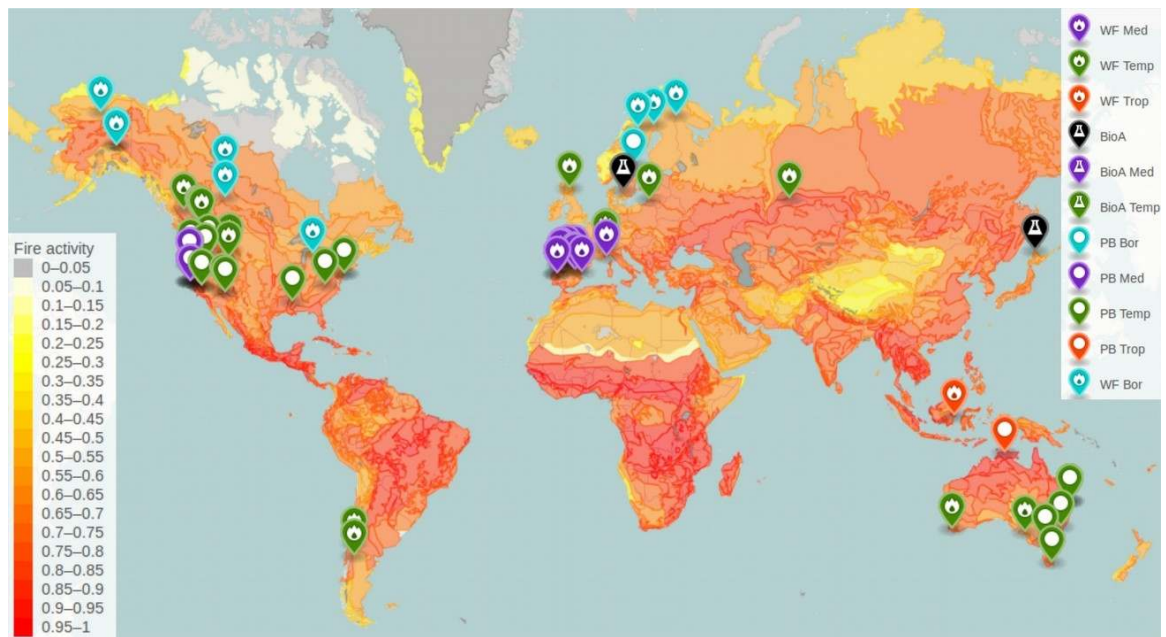 WF Med
WF Temp
WF Trop
BioA
BioA Med
BioA Temp
PB Bor
PB Med
PB Temp
PB Trop
WF Bor
Fire activity
0–0.05
0.05–0.1
0.1–0.15
0.15–0.2
0.2–0.25
0.25–0.3
0.3–0.35
0.35–0.4
0.4–0.45
0.45–0.5
0.5–0.55
0.55–0.6
0.6–0.65
0.65–0.7
0.7–0.75
0.75–0.8
0.8–0.85
0.85–0.9
0.9–0.95
0.95–1